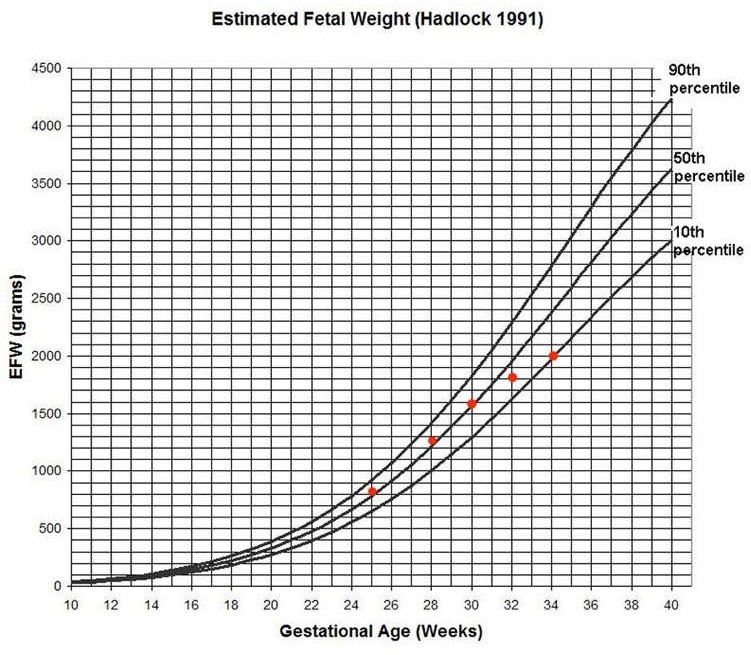 Estimated Fetal Weight (Hadlock 1991)
90th
percentile
50th
percentile
10th
percentile
4500
4000
3500
3000
2500
2000
1500
1000
500
0
EFW (grams)
10 12 14 16 18 20 22 24 26 28 30 32 34 36 38 40
Gestational Age (Weeks)